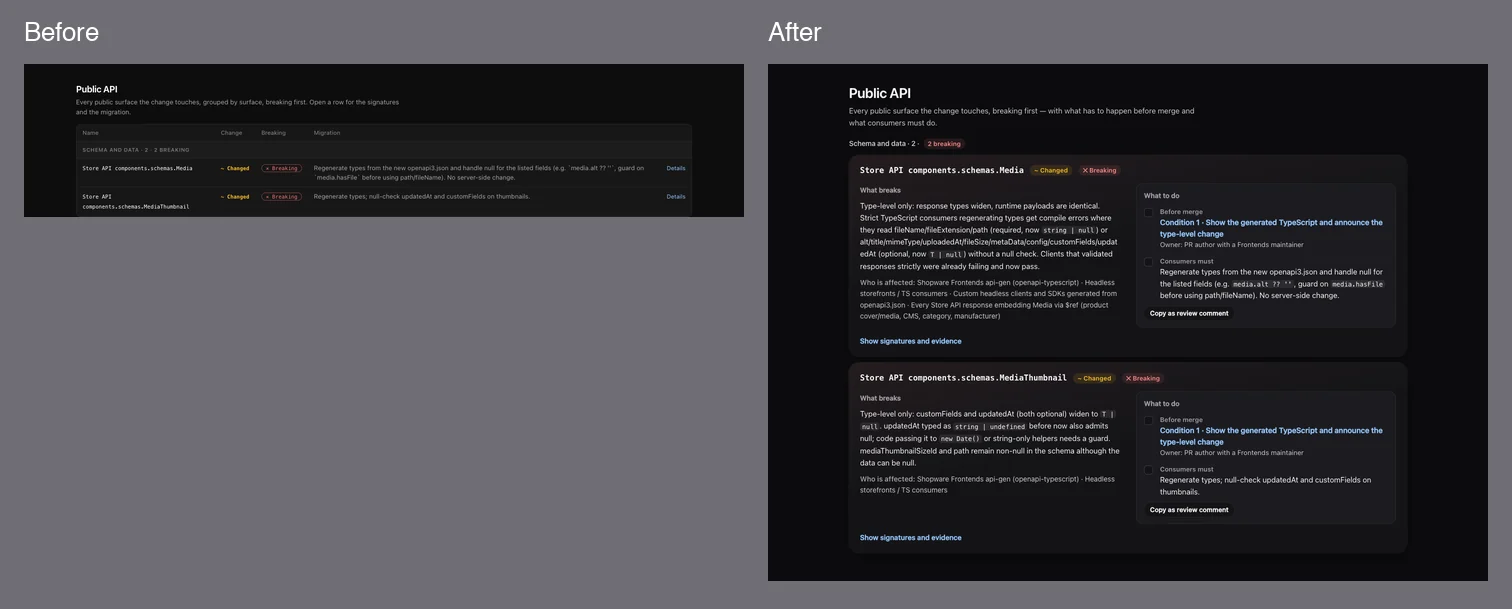 Before
Public API
Every public surface the change touches, grouped by surface, breaking first. Open a row for the signatures
and the migration.
Name Change Breaking Migration
SCHEMA AND DATA · 2 · 2 BREAKING
Store API components.schemas.Media ~ Changed × Breaking Regenerate types from the new openapi3.json and handle null for the listed fields (e.g. `media.alt ?? ''`, guard on Details
`media.hasFile` before using path/fileName). No server-side change.
Store API ~ Changed × Breaking Regenerate types; null-check updatedAt and customFields on thumbnails. Details
components.schemas.MediaThumbnail
After
Public API
Every public surface the change touches, breaking first — with what has to happen before merge and
what consumers must do.
Schema and data · 2 · 2 breaking
Store API components.schemas.Media ~ Changed × Breaking
What breaks
Type-level only: response types widen, runtime payloads are identical.
Strict TypeScript consumers regenerating types get compile errors where
they read fileName/fileExtension/path (required, now string | null) or
alt/title/mimeType/uploadedAt/fileSize/metaData/config/customFields/updat
edAt (optional, now T | null) without a null check. Clients that validated
responses strictly were already failing and now pass.
Who is affected: Shopware Frontends api-gen (openapi-typescript) · Headless
storefronts / TS consumers · Custom headless clients and SDKs generated from
openapi3.json · Every Store API response embedding Media via $ref (product
cover/media, CMS, category, manufacturer)
Show signatures and evidence
What to do
Before merge
Condition 1 · Show the generated TypeScript and announce the
type-level change
Owner: PR author with a Frontends maintainer
Consumers must
Regenerate types from the new openapi3.json and handle null for
the listed fields (e.g. media.alt ?? '', guard on media.hasFile
before using path/fileName). No server-side change.
Copy as review comment
Store API components.schemas.MediaThumbnail ~ Changed × Breaking
What breaks
Type-level only: customFields and updatedAt (both optional) widen to T |
null. updatedAt typed as string | undefined before now also admits
null; code passing it to new Date() or string-only helpers needs a guard.
mediaThumbnailSizeId and path remain non-null in the schema although the
data can be null.
Who is affected: Shopware Frontends api-gen (openapi-typescript) · Headless
storefronts / TS consumers
Show signatures and evidence
What to do
Before merge
Condition 1 · Show the generated TypeScript and announce the
type-level change
Owner: PR author with a Frontends maintainer
Consumers must
Regenerate types; null-check updatedAt and customFields on
thumbnails.
Copy as review comment